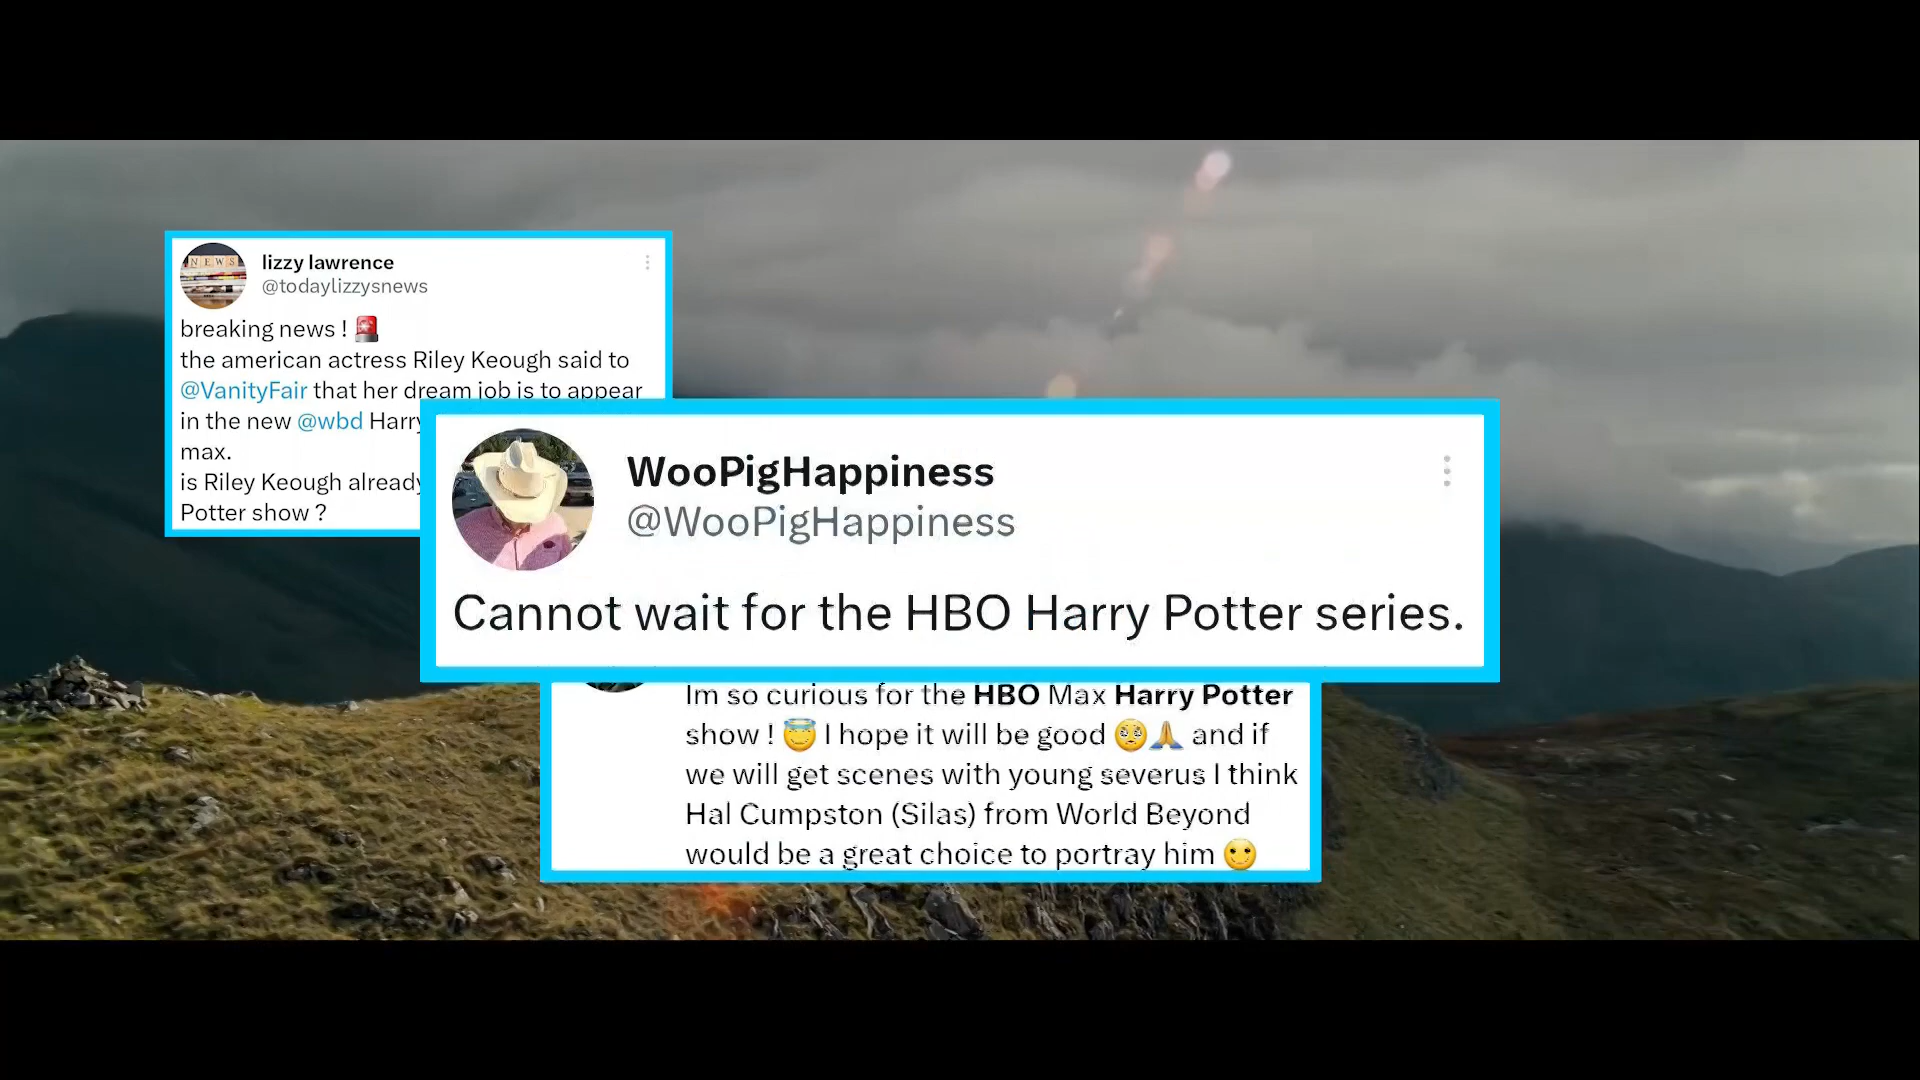 NEWS
lizzy lawrence
@todaylizzysnews
breaking news ! 🚨
the american actress Riley Keough said to
@VanityFair that her dream job is to appear
in the new @wbd Harry
max.
is Riley Keough already
Potter show ?
WooPigHappiness
@WooPigHappiness
Cannot wait for the HBO Harry Potter series.
Im so curious for the HBO Max Harry Potter
show ! 😇 I hope it will be good 🥺🙏 and if
we will get scenes with young severus I think
Hal Cumpston (Silas) from World Beyond
would be a great choice to portray him 🙂